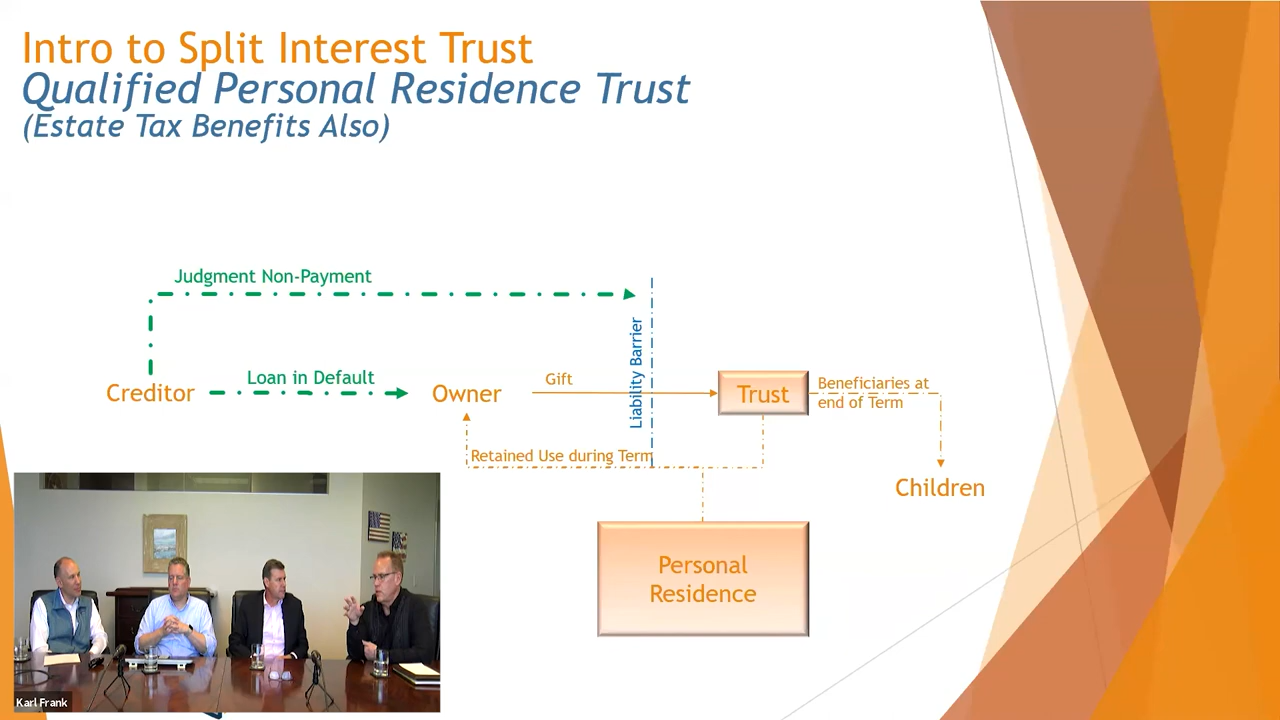 Intro to Split Interest Trust
Qualified Personal Residence Trust
(Estate Tax Benefits Also)
Judgment Non-Payment
Liability Barrier
Loan in Default
Creditor
Owner
Gift
Trust
Beneficiaries at
end of Term
Retained Use during Term
Children
Personal
Residence
Karl Frank